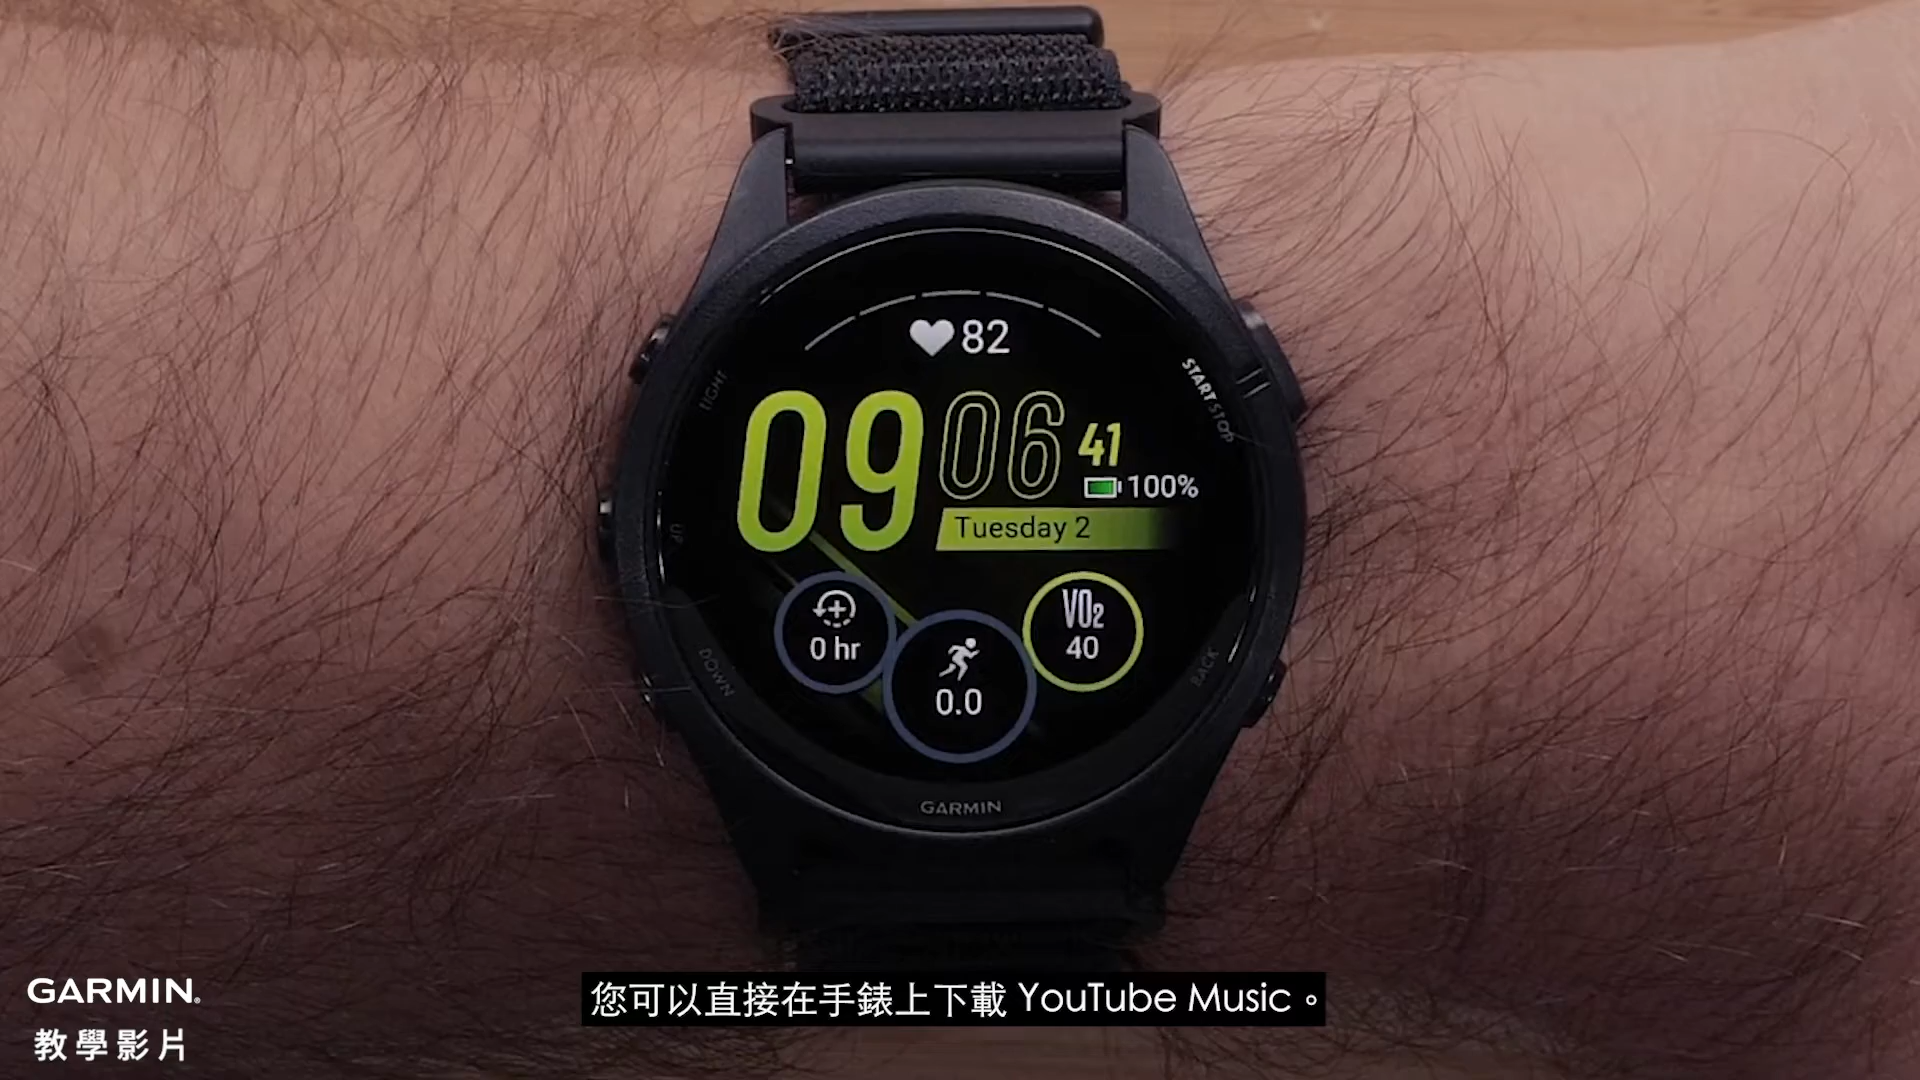 82
LIGHT
START STOP
09 06 41
100%
Tuesday 2
UP
VO2
0 hr
40
0.0
DOWN
BACK
GARMIN
GARMIN®
教學影片
您可以直接在手錶上下載 YouTube Music。